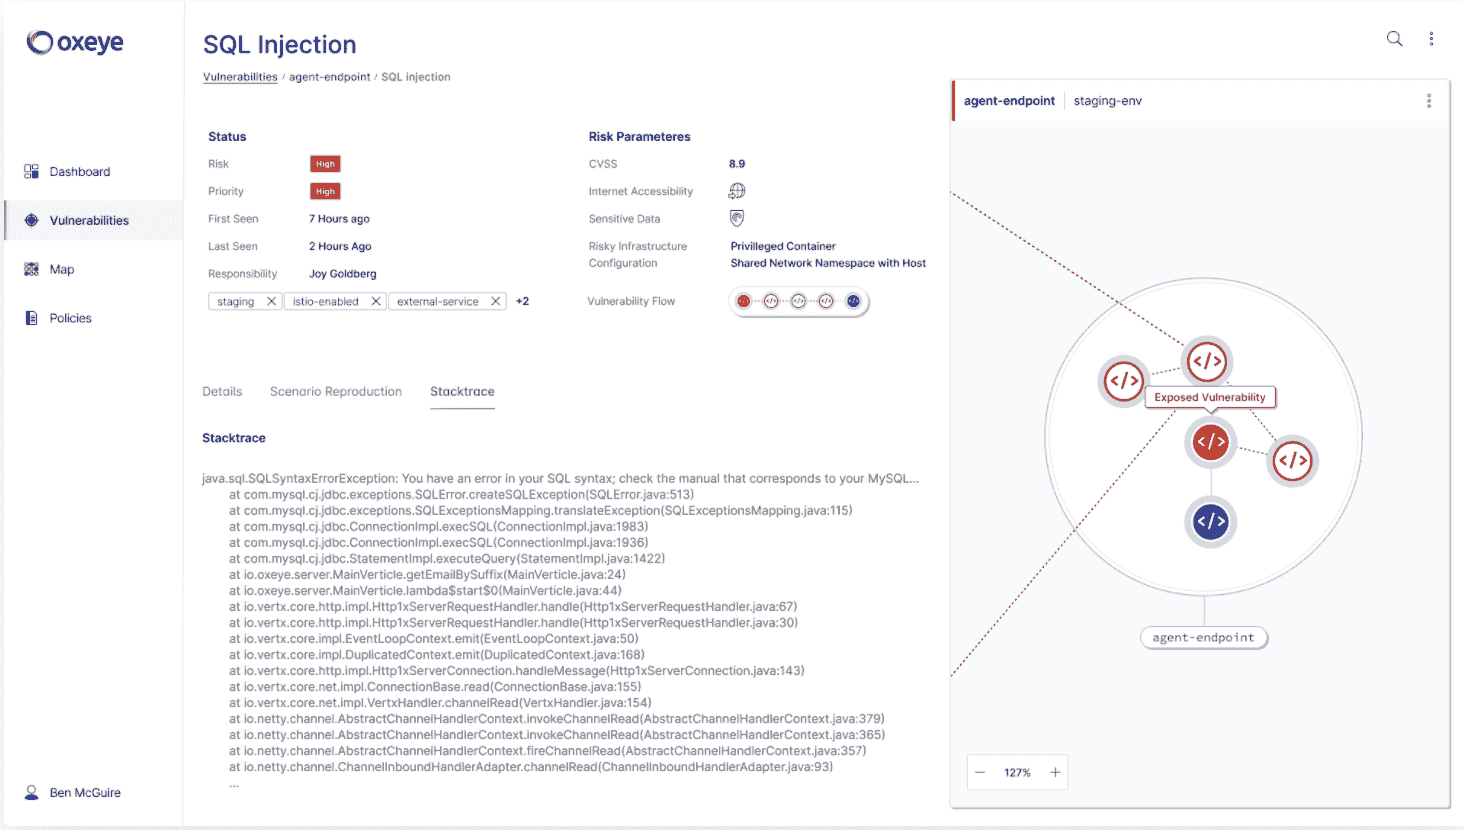 oxeye
Dashboard
Vulnerabilities
Map
Policies
Ben McGuire
SQL Injection
Vulnerabilities / agent-endpoint / SQL injection
Status
Risk High
Priority High
First Seen 7 Hours ago
Last Seen 2 Hours Ago
Responsibility Joy Goldberg
staging istio-enabled external-service +2
Risk Parameteres
CVSS 8.9
Internet Accessibility
Sensitive Data
Risky Infrastructure Privilleged Container
Configuration Shared Network Namespace with Host
Vulnerability Flow
Details Scenario Reproduction Stacktrace
Stacktrace
java.sql.SQLSyntaxErrorException: You have an error in your SQL syntax; check the manual that corresponds to your MySQL...
at com.mysql.cj.jdbc.exceptions.SQLError.createSQLException(SQLError.java:513)
at com.mysql.cj.jdbc.exceptions.SQLExceptionsMapping.translateException(SQLExceptionsMapping.java:115)
at com.mysql.cj.jdbc.ConnectionImpl.execSQL(ConnectionImpl.java:1983)
at com.mysql.cj.jdbc.ConnectionImpl.execSQL(ConnectionImpl.java:1936)
at com.mysql.cj.jdbc.StatementImpl.executeQuery(StatementImpl.java:1422)
at io.oxeye.server.MainVerticle.getEmailBySuffix(MainVerticle.java:24)
at io.oxeye.server.MainVerticle.lambda$start$0(MainVerticle.java:44)
at io.vertx.core.http.impl.Http1xServerRequestHandler.handle(Http1xServerRequestHandler.java:67)
at io.vertx.core.http.impl.Http1xServerRequestHandler.handle(Http1xServerRequestHandler.java:30)
at io.vertx.core.impl.EventLoopContext.emit(EventLoopContext.java:50)
at io.vertx.core.impl.DuplicatedContext.emit(DuplicatedContext.java:168)
at io.vertx.core.http.impl.Http1xServerConnection.handleMessage(Http1xServerConnection.java:143)
at io.vertx.core.net.impl.ConnectionBase.read(ConnectionBase.java:155)
at io.vertx.core.net.impl.VertxHandler.channelRead(VertxHandler.java:154)
at io.netty.channel.AbstractChannelHandlerContext.invokeChannelRead(AbstractChannelHandlerContext.java:379)
at io.netty.channel.AbstractChannelHandlerContext.invokeChannelRead(AbstractChannelHandlerContext.java:365)
at io.netty.channel.AbstractChannelHandlerContext.fireChannelRead(AbstractChannelHandlerContext.java:357)
at io.netty.channel.ChannelInboundHandlerAdapter.channelRead(ChannelInboundHandlerAdapter.java:93)
...
agent-endpoint staging-env
Exposed Vulnerability
agent-endpoint
127%